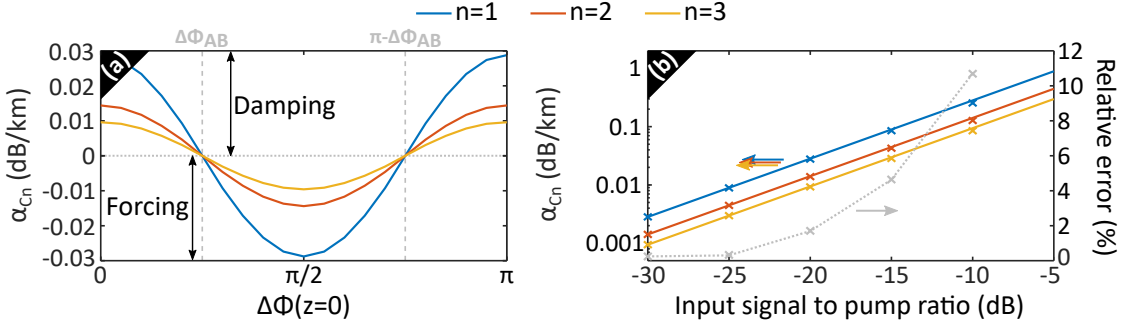 n=1 n=2 n=3
(a)
ΔΦAB π-ΔΦAB
0.03
0.02
0.01
0
-0.01
-0.02
-0.03
αCn (dB/km)
Damping
Forcing
0 π/2 π
ΔΦ(z=0)
(b)
1
0.1
0.01
0.001
αCn (dB/km)
12
10
8
6
4
2
0
Relative error (%)
-30 -25 -20 -15 -10 -5
Input signal to pump ratio (dB)